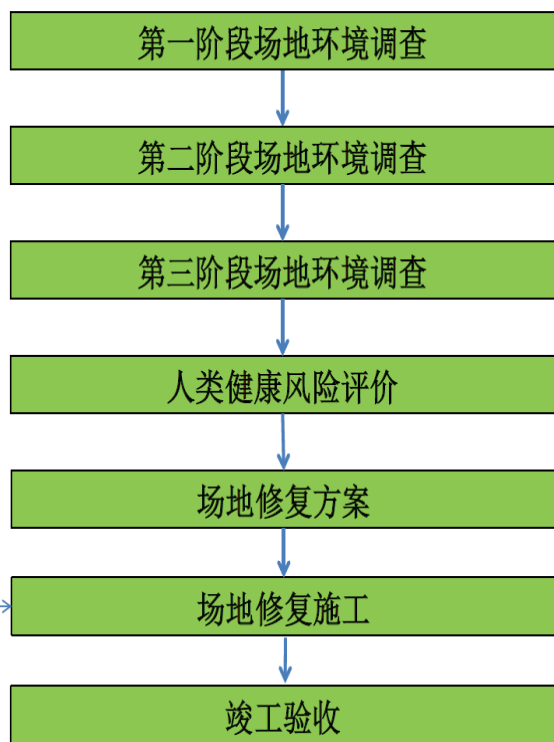 第一阶段场地环境调查
第二阶段场地环境调查
第三阶段场地环境调查
人类健康风险评价
场地修复方案
场地修复施工
竣工验收